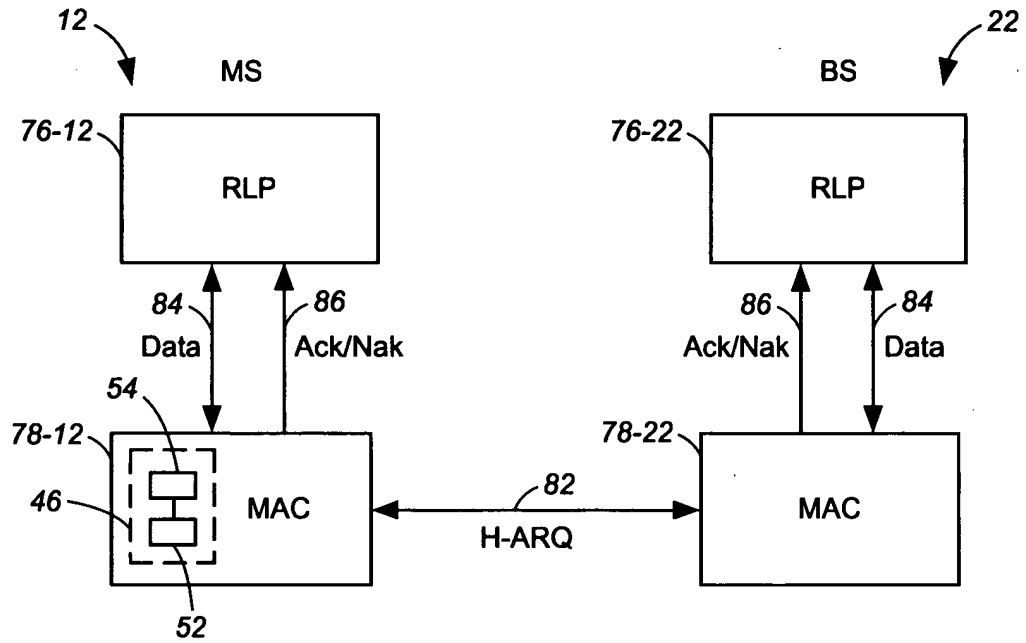 12
22
MS
BS
76-12
76-22
RLP
RLP
84
86
86
84
Data
Ack/Nak
Ack/Nak
Data
54
78-12
78-22
46
MAC
82
MAC
H-ARQ
52